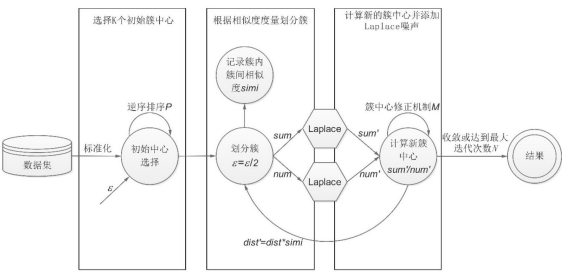 选择K个初始簇中心
根据相似度度量划分簇
计算新的簇中心并添加
Laplace噪声
数据集
标准化
逆序排序P
初始中心
选择
ε
记录簇内
簇间相似
度simi
划分簇
ε=ε/2
sum
num
Laplace
Laplace
sum'
num'
簇中心修正机制M
计算新簇
中心
sum'/num'
收敛或达到最大
迭代次数N
结果
dist'=dist*simi